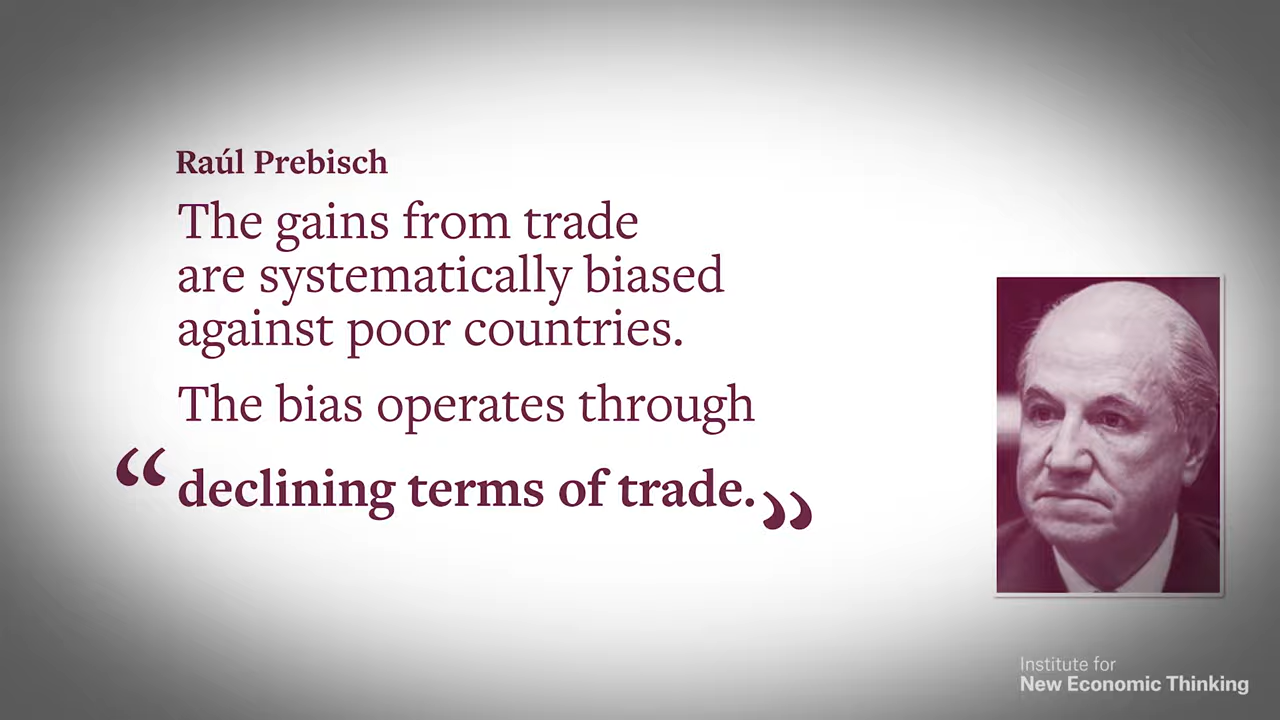 Raúl Prebisch
The gains from trade
are systematically biased
against poor countries.
The bias operates through
“declining terms of trade.”
Institute for
New Economic Thinking